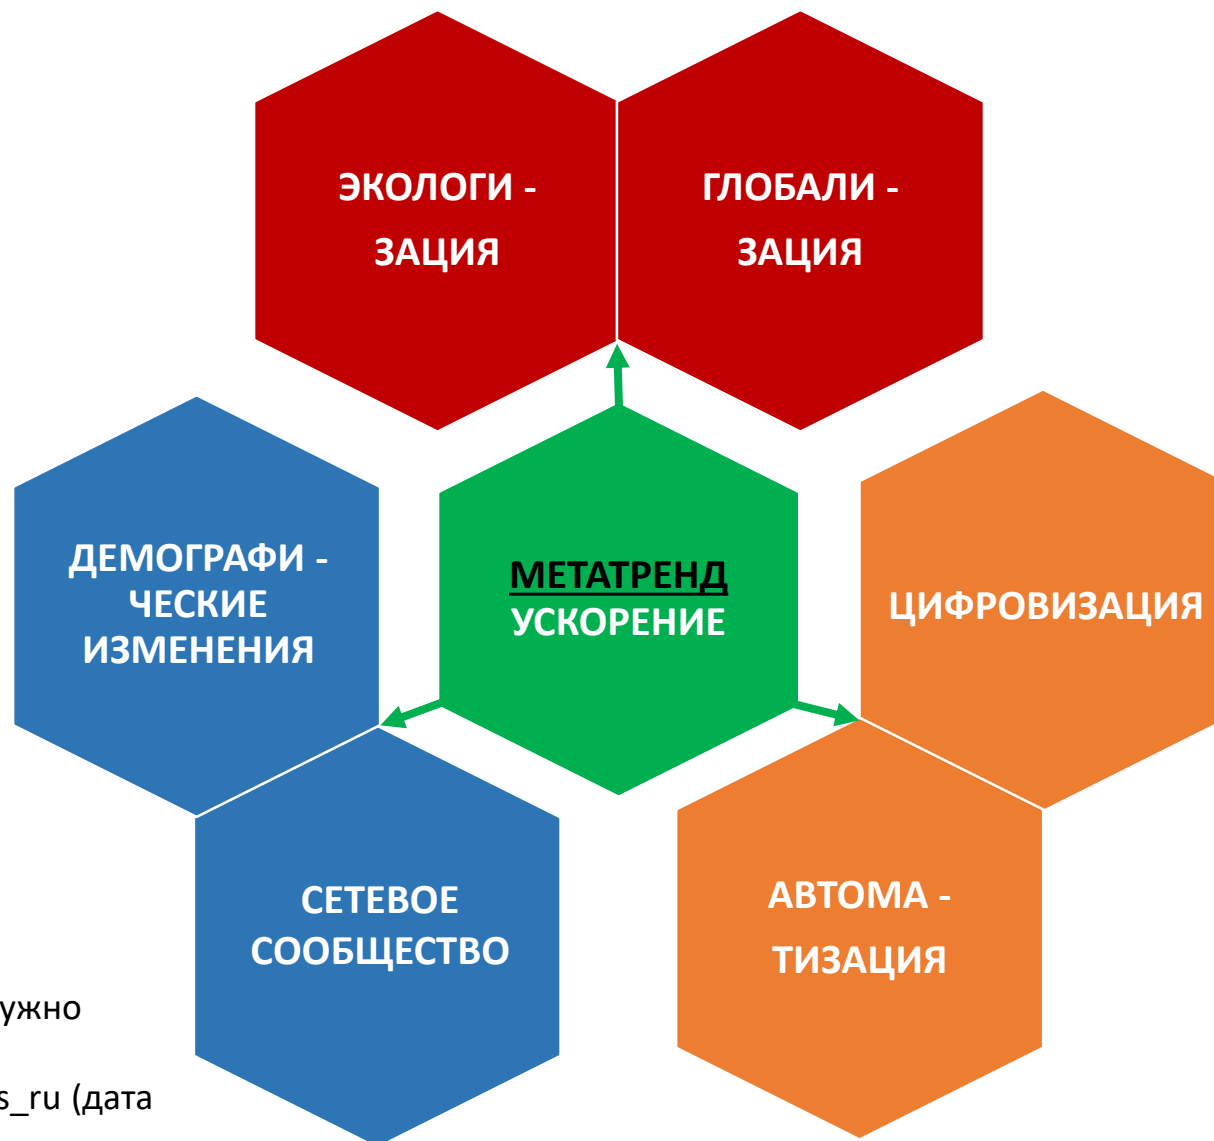 ЭКОЛОГИ -
ЗАЦИЯ
ГЛОБАЛИ -
ЗАЦИЯ
ДЕМОГРАФИ -
ЧЕСКИЕ
ИЗМЕНЕНИЯ
МЕТАТРЕНД
УСКОРЕНИЕ
ЦИФРОВИЗАЦИЯ
СЕТЕВОЕ
СООБЩЕСТВО
АВТОМА -
ТИЗАЦИЯ
ужно
s_ru (дата